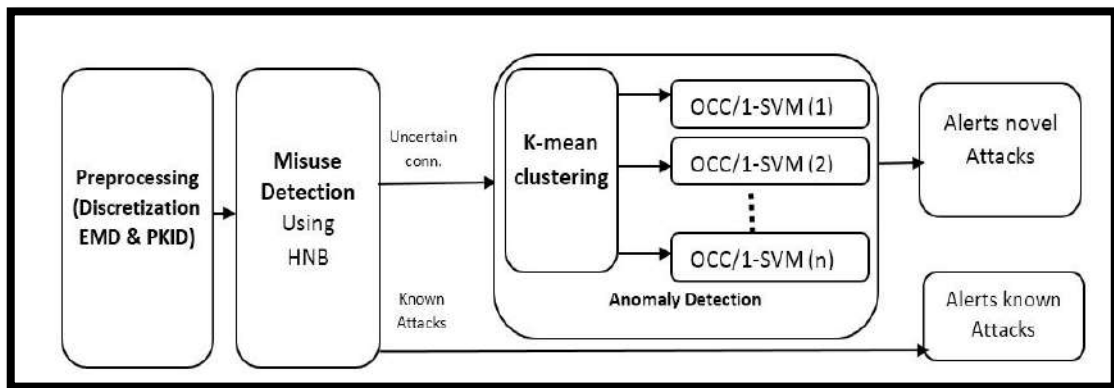 Preprocessing
(Discretization
EMD & PKID)
Misuse
Detection
Using
HNB
Uncertain
conn.
Known
Attacks
K-mean
clustering
OCC/1-SVM (1)
OCC/1-SVM (2)
OCC/1-SVM (n)
Anomaly Detection
Alerts novel
Attacks
Alerts known
Attacks